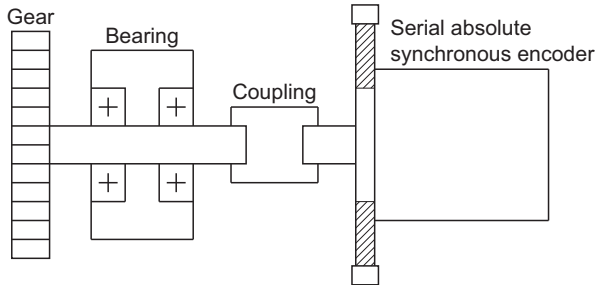 Gear
Bearing
Coupling
Serial absolute
synchronous encoder